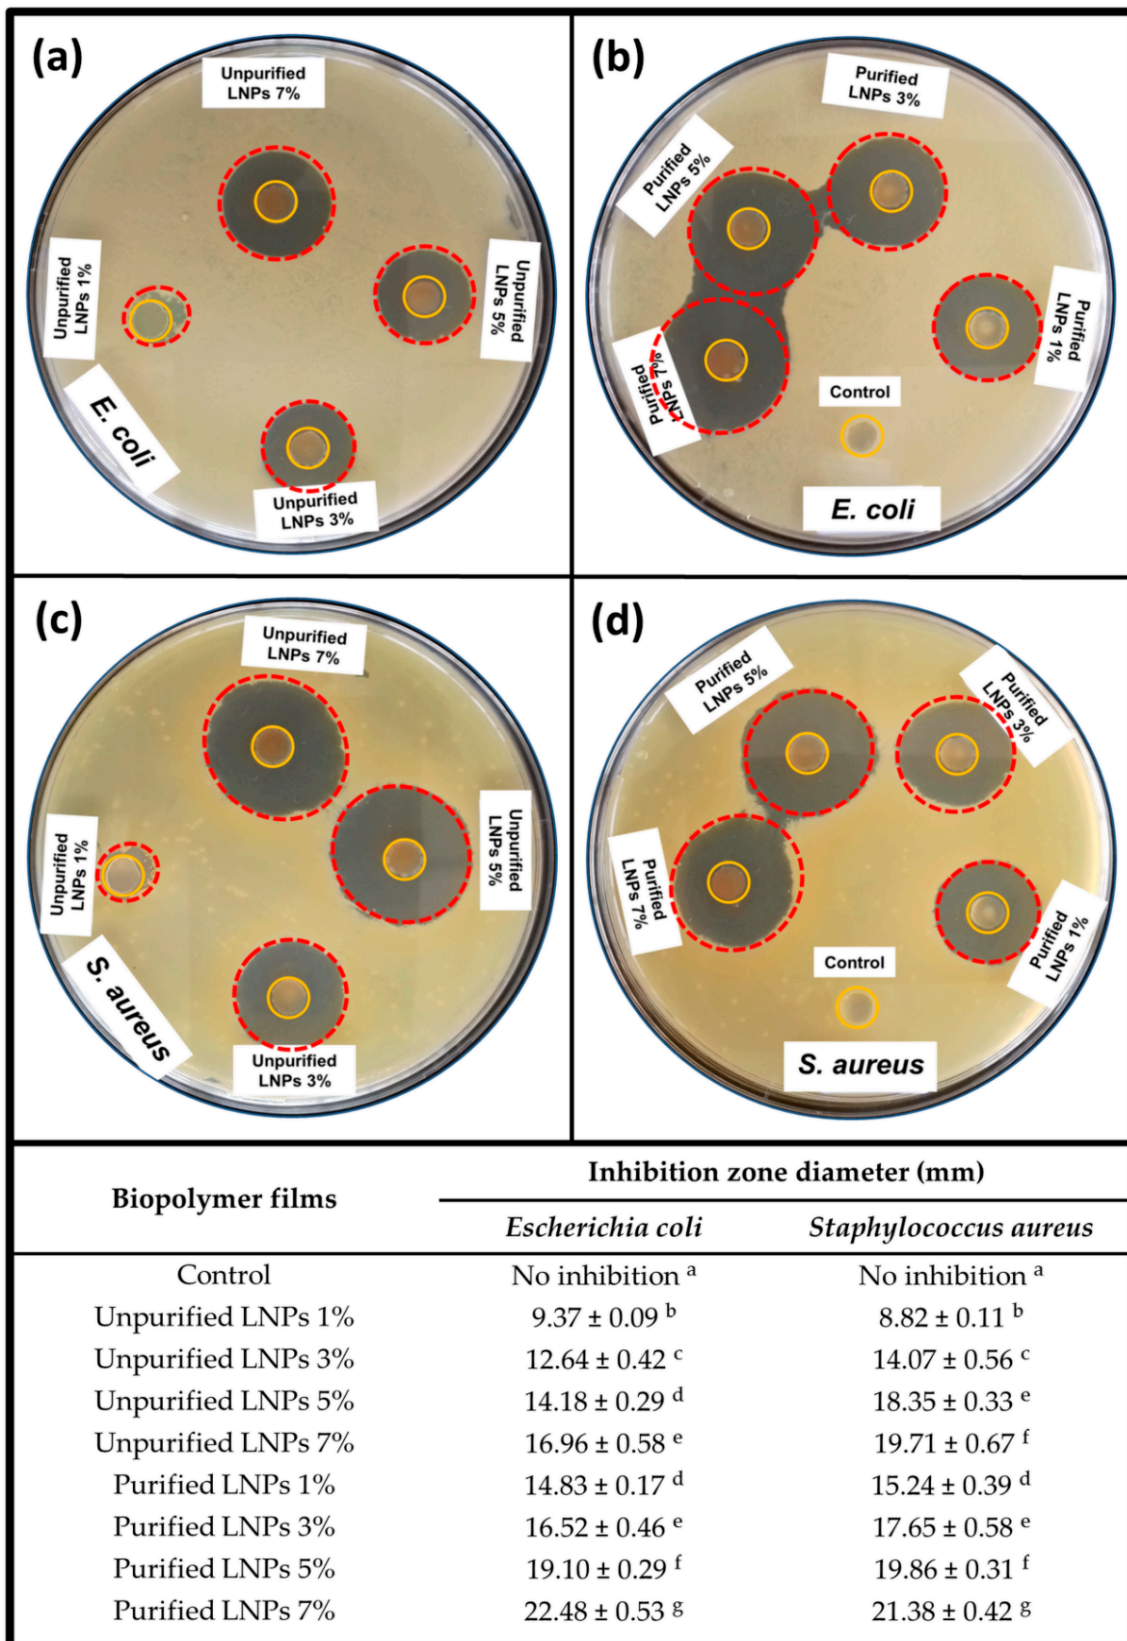 (a)
Unpurified
LNPs 7%
Unpurified
LNPs 5%
Unpurified
LNPs 1%
Unpurified
LNPs 3%
E. coli
(b)
Purified
LNPs 3%
Purified
LNPs 5%
Purified
LNPs 1%
Purified
LNPs 7%
Control
E. coli
(c)
Unpurified
LNPs 7%
Unpurified
LNPs 5%
Unpurified
LNPs 1%
Unpurified
LNPs 3%
S. aureus
(d)
Purified
LNPs 5%
Purified
LNPs 3%
Purified
LNPs 7%
Purified
LNPs 1%
Control
S. aureus
Biopolymer films
Inhibition zone diameter (mm)
Escherichia coli Staphylococcus aureus
Control No inhibition a No inhibition a
Unpurified LNPs 1% 9.37 ± 0.09 b 8.82 ± 0.11 b
Unpurified LNPs 3% 12.64 ± 0.42 c 14.07 ± 0.56 c
Unpurified LNPs 5% 14.18 ± 0.29 d 18.35 ± 0.33 e
Unpurified LNPs 7% 16.96 ± 0.58 e 19.71 ± 0.67 f
Purified LNPs 1% 14.83 ± 0.17 d 15.24 ± 0.39 d
Purified LNPs 3% 16.52 ± 0.46 e 17.65 ± 0.58 e
Purified LNPs 5% 19.10 ± 0.29 f 19.86 ± 0.31 f
Purified LNPs 7% 22.48 ± 0.53 g 21.38 ± 0.42 g